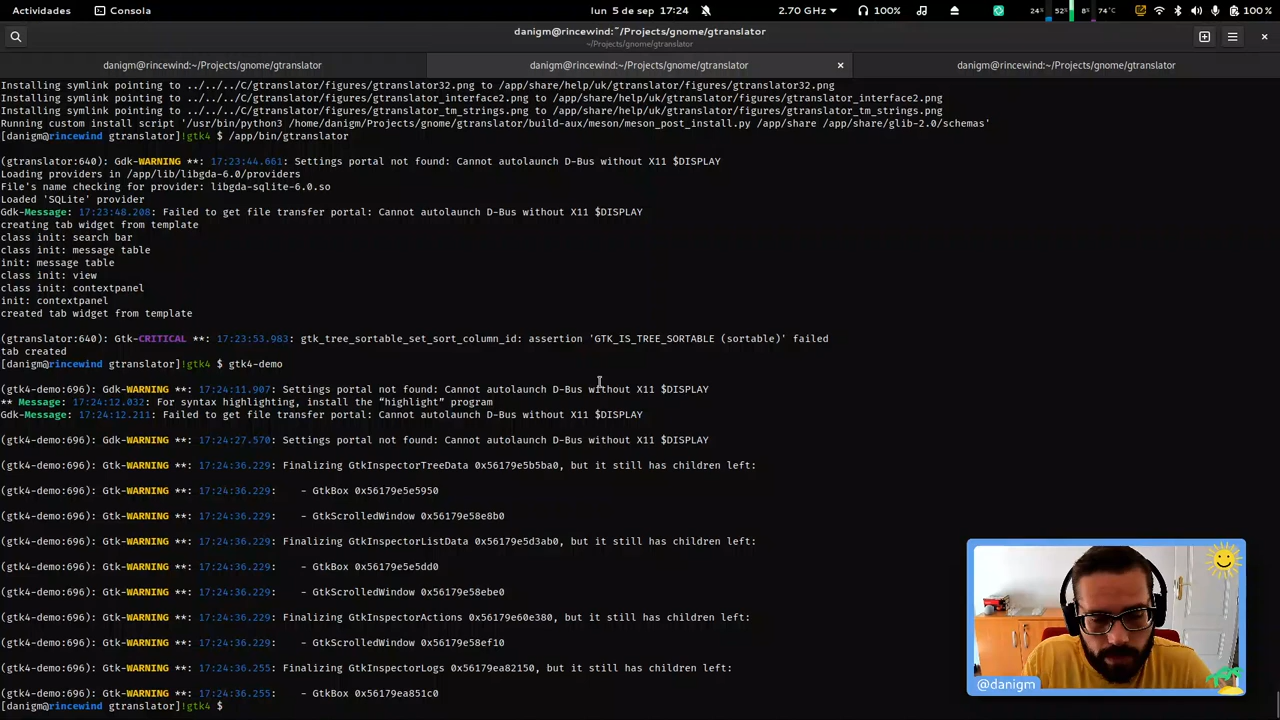 Actividades
Consola
lun 5 de sep 17:24
2.70 GHz
100%
24%
52%
8%
74°C
100 %
danigm@rincewind:~/Projects/gnome/gtranslator
~/Projects/gnome/gtranslator
danigm@rincewind:~/Projects/gnome/gtranslator
danigm@rincewind:~/Projects/gnome/gtranslator
danigm@rincewind:~/Projects/gnome/gtranslator
Installing symlink pointing to ../../../C/gtranslator/figures/gtranslator32.png to /app/share/help/uk/gtranslator/figures/gtranslator32.png
Installing symlink pointing to ../../../C/gtranslator/figures/gtranslator_interface2.png to /app/share/help/uk/gtranslator/figures/gtranslator_interface2.png
Installing symlink pointing to ../../../C/gtranslator/figures/gtranslator_tm_strings.png to /app/share/help/uk/gtranslator/figures/gtranslator_tm_strings.png
Running custom install script '/usr/bin/python3 /home/danigm/Projects/gnome/gtranslator/build-aux/meson/meson_post_install.py /app/share /app/share/glib-2.0/schemas'
[danigm@rincewind gtranslator]!gtk4 $ /app/bin/gtranslator
(gtranslator:640): Gdk-WARNING **: 17:23:44.661: Settings portal not found: Cannot autolaunch D-Bus without X11 $DISPLAY
Loading providers in /app/lib/libgda-6.0/providers
File's name checking for provider: libgda-sqlite-6.0.so
Loaded 'SQLite' provider
Gdk-Message: 17:23:48.208: Failed to get file transfer portal: Cannot autolaunch D-Bus without X11 $DISPLAY
creating tab widget from template
class init: search bar
class init: message table
init: message table
class init: view
class init: contextpanel
init: contextpanel
created tab widget from template
(gtranslator:640): Gtk-CRITICAL **: 17:23:53.983: gtk_tree_sortable_set_sort_column_id: assertion 'GTK_IS_TREE_SORTABLE (sortable)' failed
tab created
[danigm@rincewind gtranslator]!gtk4 $ gtk4-demo
(gtk4-demo:696): Gdk-WARNING **: 17:24:11.907: Settings portal not found: Cannot autolaunch D-Bus without X11 $DISPLAY
** Message: 17:24:12.032: For syntax highlighting, install the “highlight” program
Gdk-Message: 17:24:12.211: Failed to get file transfer portal: Cannot autolaunch D-Bus without X11 $DISPLAY
(gtk4-demo:696): Gdk-WARNING **: 17:24:27.570: Settings portal not found: Cannot autolaunch D-Bus without X11 $DISPLAY
(gtk4-demo:696): Gtk-WARNING **: 17:24:36.229: Finalizing GtkInspectorTreeData 0x56179e5b5ba0, but it still has children left:
(gtk4-demo:696): Gtk-WARNING **: 17:24:36.229: - GtkBox 0x56179e5e5950
(gtk4-demo:696): Gtk-WARNING **: 17:24:36.229: - GtkScrolledWindow 0x56179e58e8b0
(gtk4-demo:696): Gtk-WARNING **: 17:24:36.229: Finalizing GtkInspectorListData 0x56179e5d3ab0, but it still has children left:
(gtk4-demo:696): Gtk-WARNING **: 17:24:36.229: - GtkBox 0x56179e5e5dd0
(gtk4-demo:696): Gtk-WARNING **: 17:24:36.229: - GtkScrolledWindow 0x56179e58ebe0
(gtk4-demo:696): Gtk-WARNING **: 17:24:36.229: Finalizing GtkInspectorActions 0x56179e60e380, but it still has children left:
(gtk4-demo:696): Gtk-WARNING **: 17:24:36.229: - GtkScrolledWindow 0x56179e58ef10
(gtk4-demo:696): Gtk-WARNING **: 17:24:36.255: Finalizing GtkInspectorLogs 0x56179ea82150, but it still has children left:
(gtk4-demo:696): Gtk-WARNING **: 17:24:36.255: - GtkBox 0x56179ea851c0
[danigm@rincewind gtranslator]!gtk4 $
@danigm